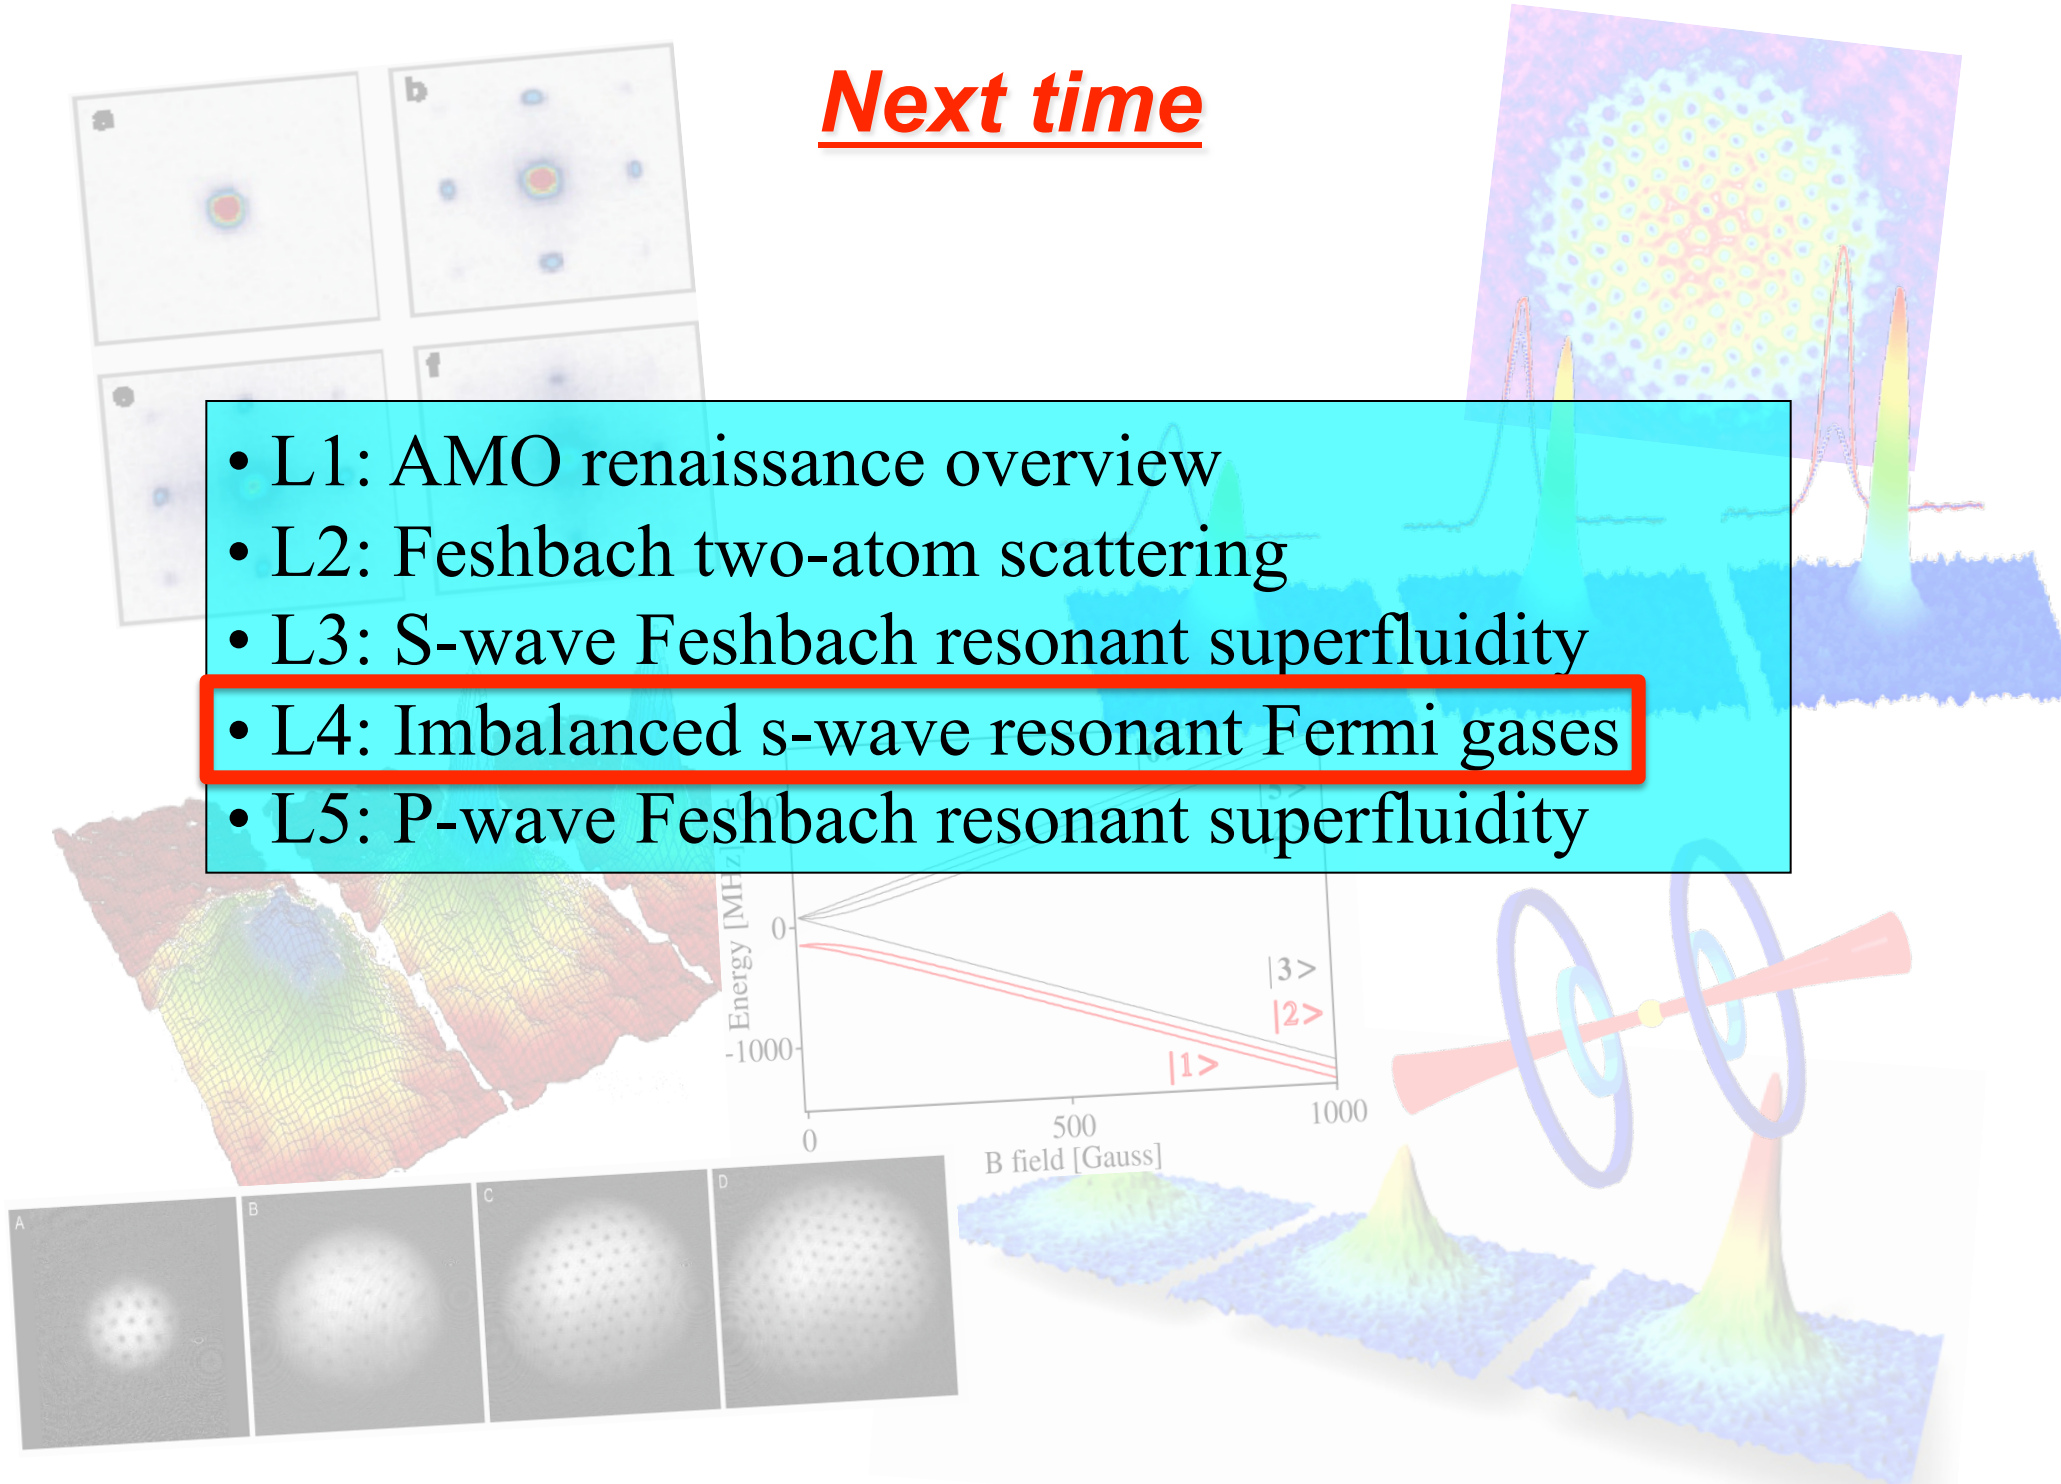 Next time
a
b
e
f
• L1: AMO renaissance overview
• L2: Feshbach two-atom scattering
• L3: S-wave Feshbach resonant superfluidity
• L4: Imbalanced s-wave resonant Fermi gases
• L5: P-wave Feshbach resonant superfluidity
1000
Energy [MHz]
0
-1000
|3>
|2>
|1>
0
500
1000
B field [Gauss]
A
B
C
D